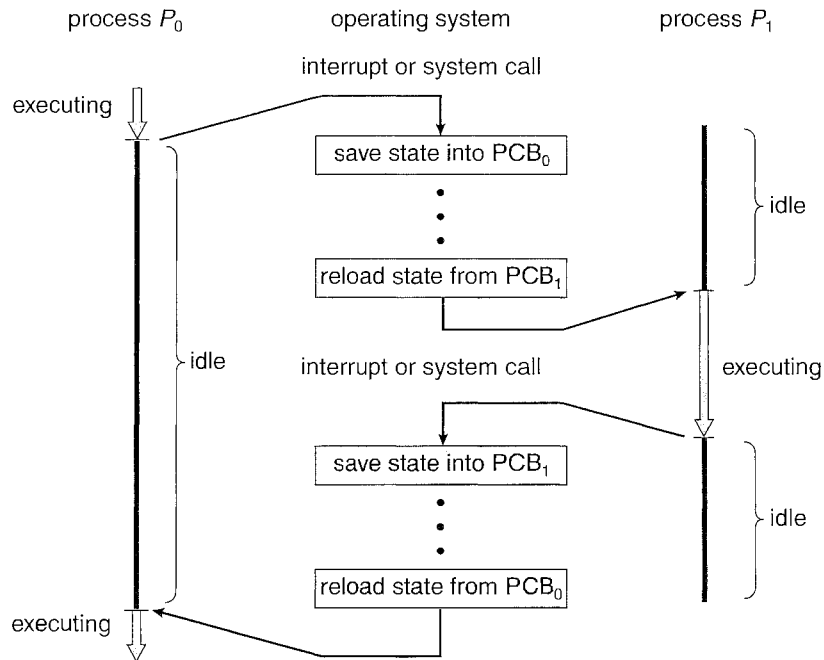 process P₀
operating system
process P₁
interrupt or system call
executing
save state into PCB₀
idle
reload state from PCB₁
idle
interrupt or system call
executing
save state into PCB₁
idle
reload state from PCB₀
executing